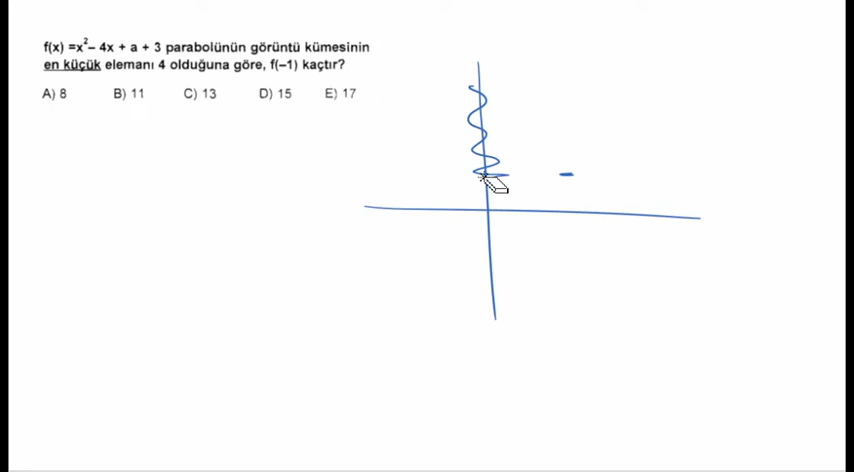 f(x) =x²− 4x + a + 3 parabolünün görüntü kümesinin
en küçük elemanı 4 olduğuna göre, f(−1) kaçtır?
A) 8 B) 11 C) 13 D) 15 E) 17